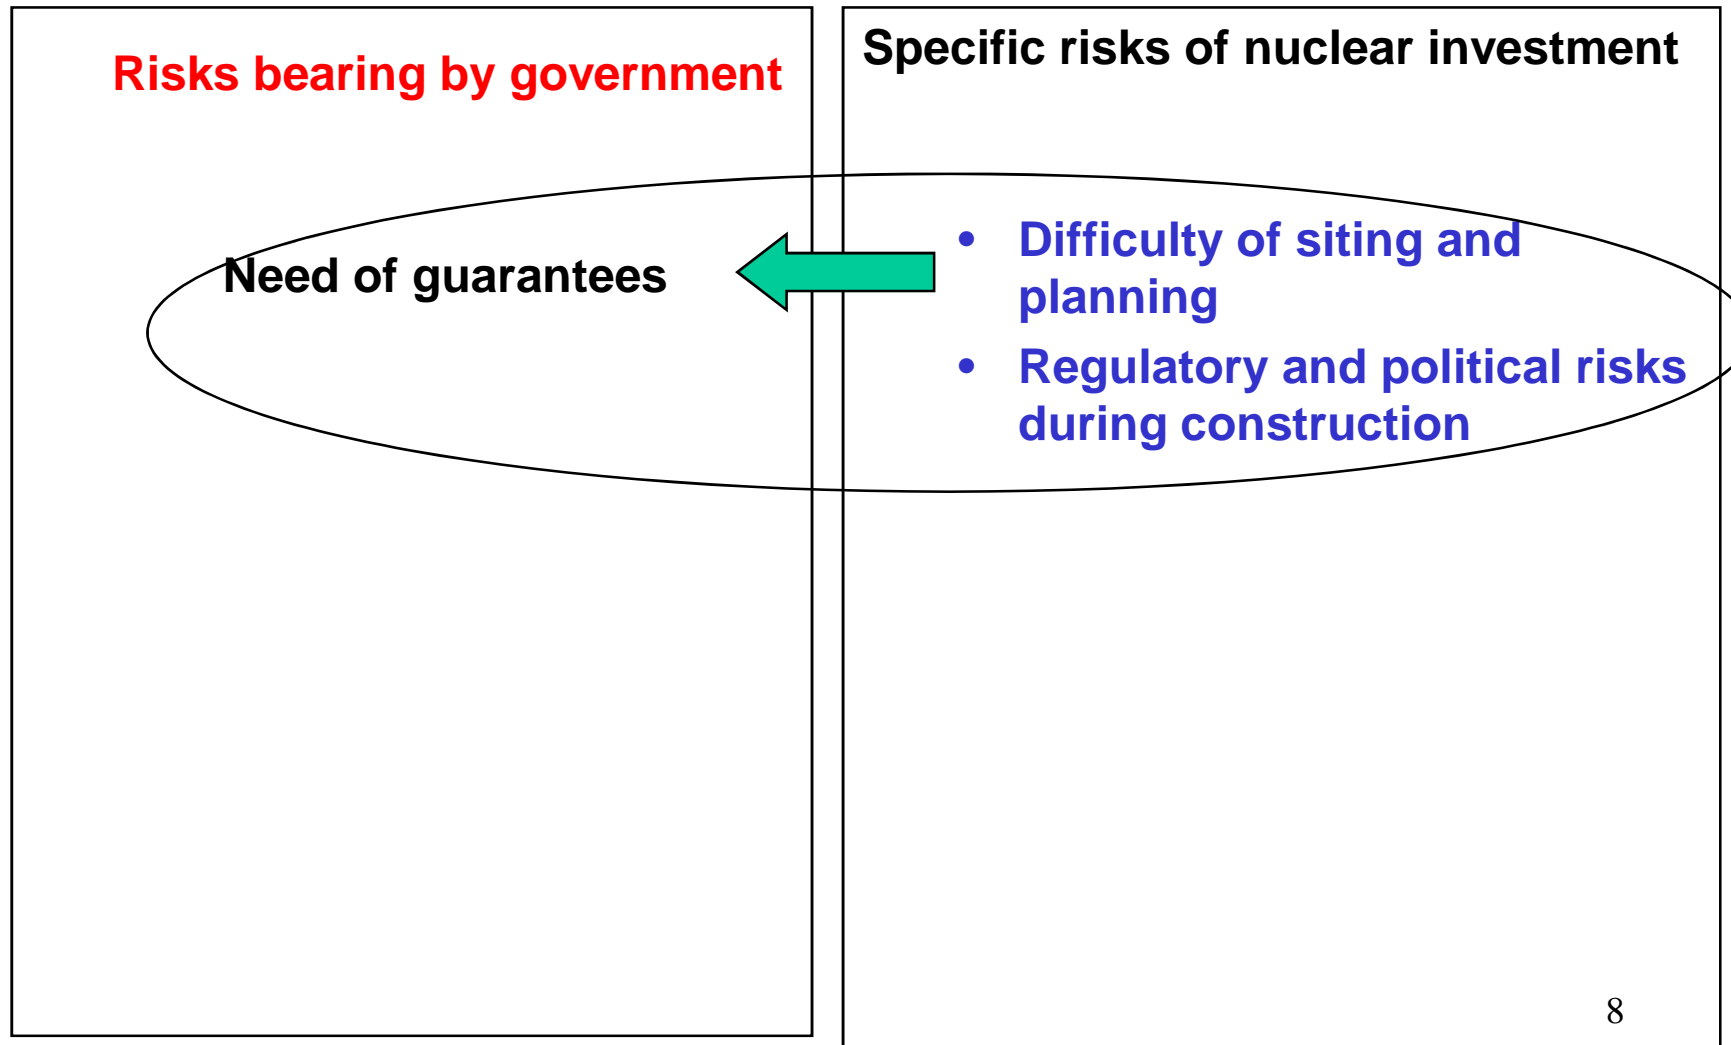 Risks bearing by government
Need of guarantees
Specific risks of nuclear investment
• Difficulty of siting and
planning
• Regulatory and political risks
during construction
8